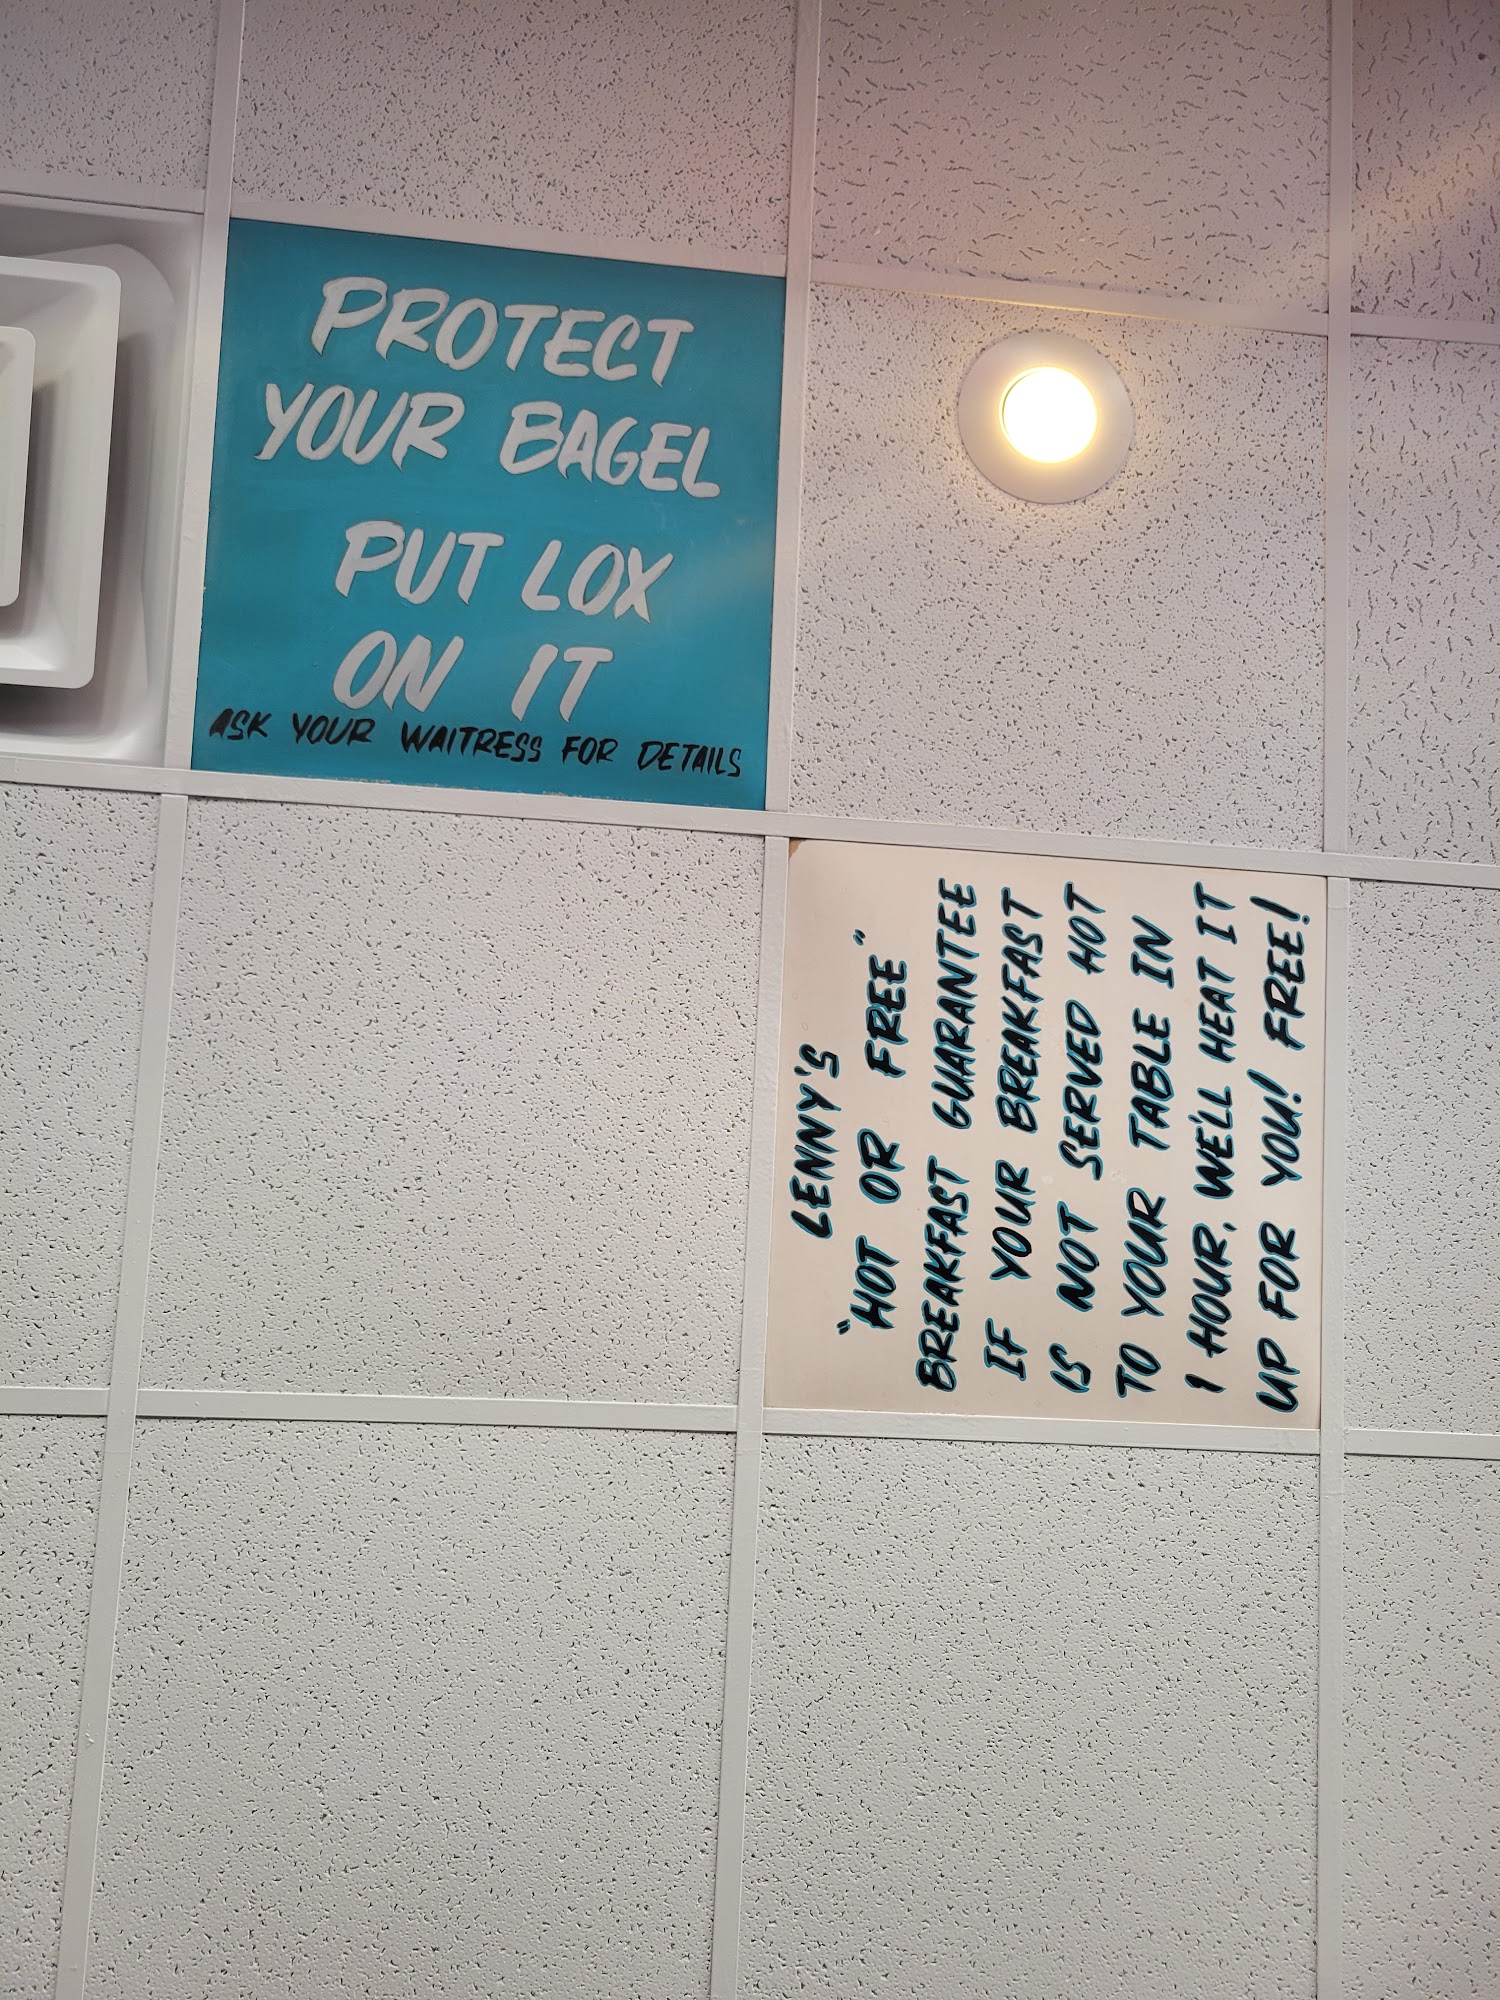 PROTECT
YOUR BAGEL
PUT LOX
ON IT
ASK YOUR WAITRESS FOR DETAILS
LENNY'S
"HOT OR FREE"
BREAKFAST GUARANTEE
IF YOUR BREAKFAST
IS NOT SERVED HOT
TO YOUR TABLE IN
1 HOUR, WE'LL HEAT IT
UP FOR YOU! FREE!